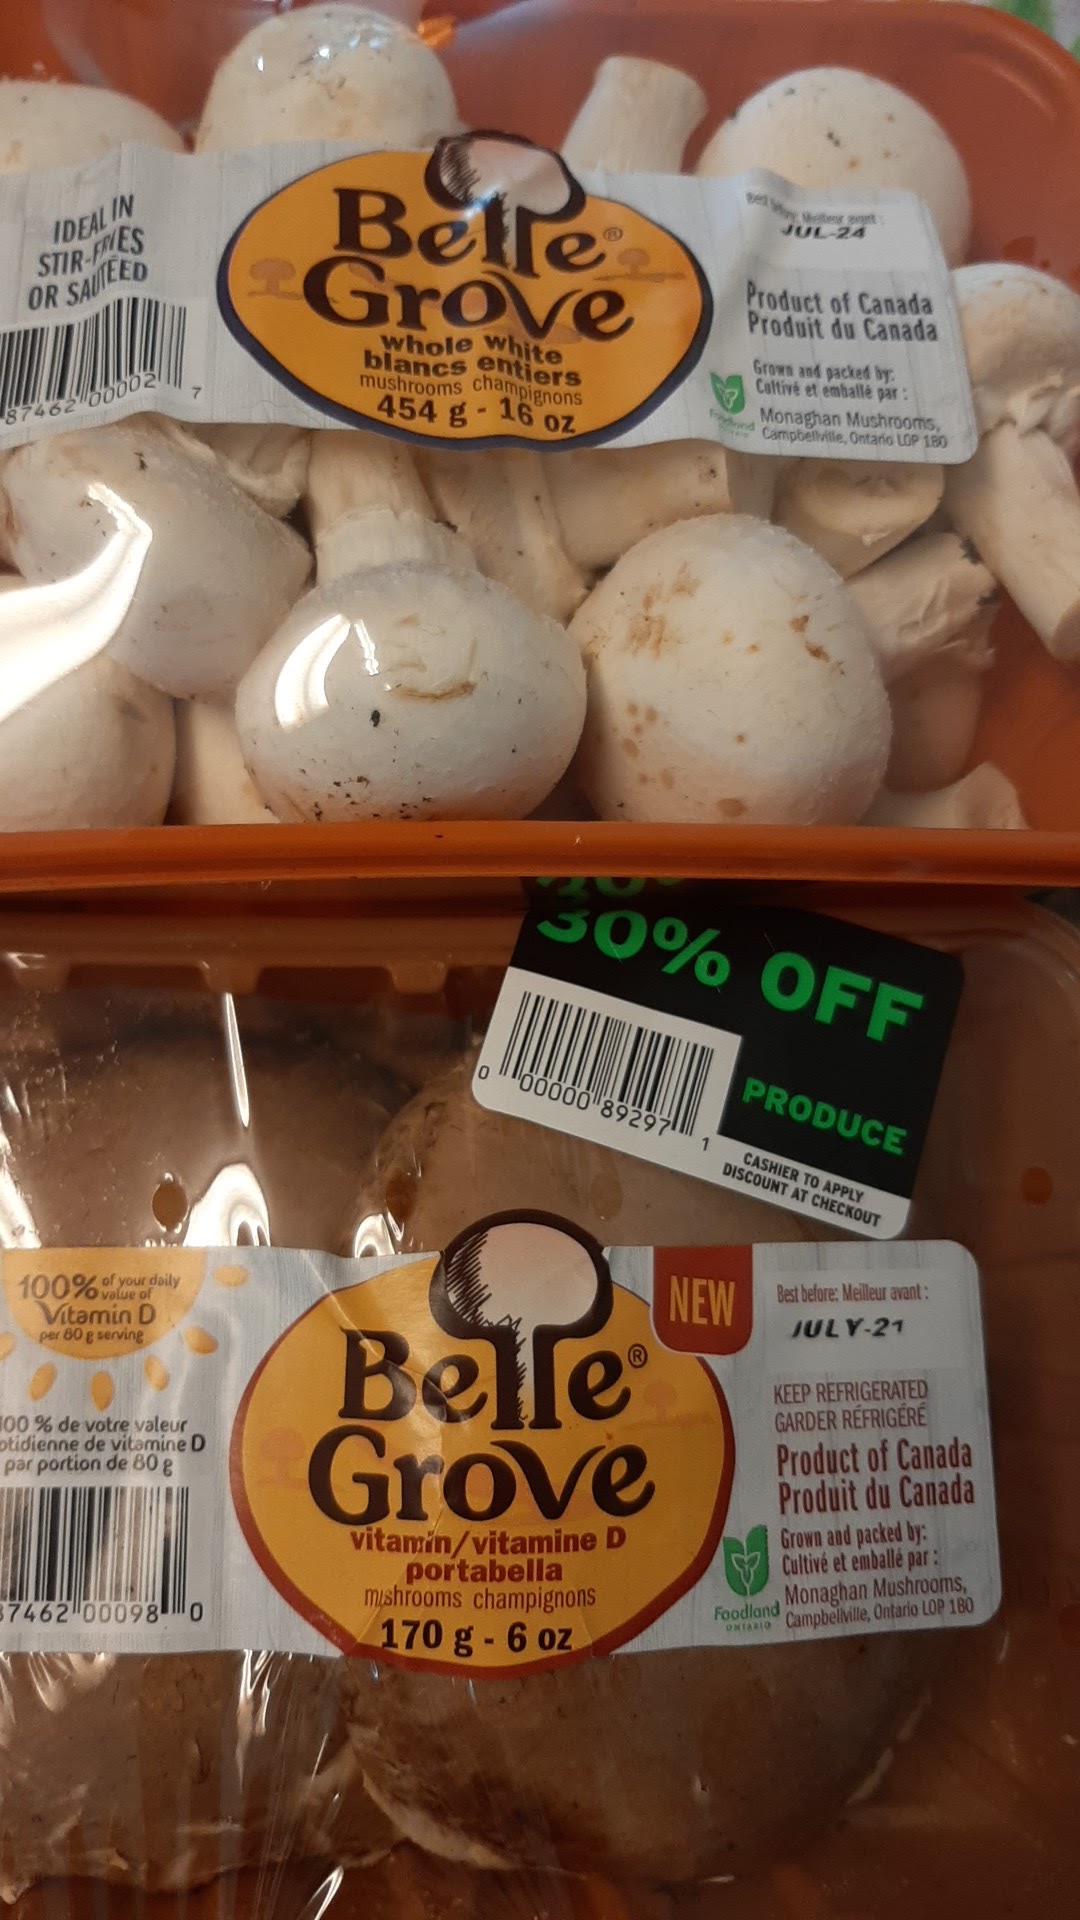 IDEAL IN
STIR-FRIES
OR SAUTÉED
87462 00002 7
Belle®
Grove
whole white
blancs entiers
mushrooms champignons
454 g - 16 oz
Best before: Meilleur avant :
JUL-24
Product of Canada
Produit du Canada
Grown and packed by:
Cultivé et emballé par :
Foodland
Monaghan Mushrooms,
Campbellville, Ontario L0P 1B0
30% OFF
0 00000 89297 1
PRODUCE
CASHIER TO APPLY
DISCOUNT AT CHECKOUT
100% of your daily
value of
Vitamin D
per 80 g serving
100 % de votre valeur
otidienne de vitamine D
par portion de 80 g
87462 00098 0
Belle®
Grove
vitamin/vitamine D
portabella
mushrooms champignons
170 g - 6 oz
NEW
Best before: Meilleur avant :
JULY-21
KEEP REFRIGERATED
GARDER RÉFRIGÉRÉ
Product of Canada
Produit du Canada
Grown and packed by:
Cultivé et emballé par :
Foodland
ONTARIO
Monaghan Mushrooms,
Campbellville, Ontario L0P 1B0